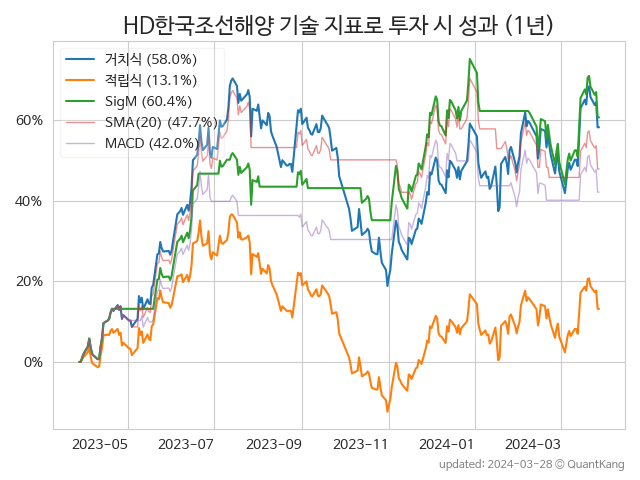 HD한국조선해양 기술 지표로 투자 시 성과 (1년)
거치식 (58.0%)
적립식 (13.1%)
SigM (60.4%)
SMA(20) (47.7%)
MACD (42.0%)
60%
40%
20%
0%
2023-05 2023-07 2023-09 2023-11 2024-01 2024-03
updated: 2024-03-28 © QuantKang